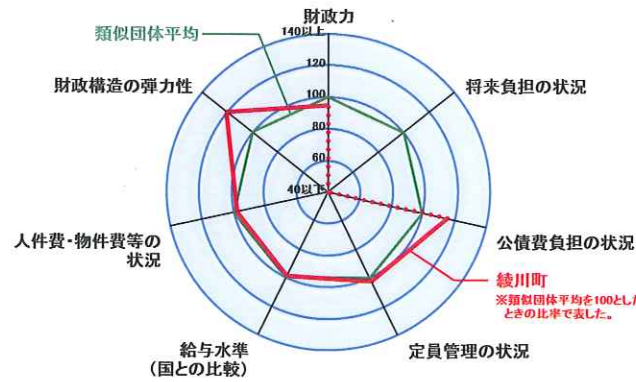 財政力
140以上
類似団体平均
120
財政構造の弾力性
将来負担の状況
100
80
60
40以下
人件費・物件費等の
状況
公債費負担の状況
綾川町
※類似団体平均を100とした
ときの比率で表した。
給与水準
(国との比較)
定員管理の状況